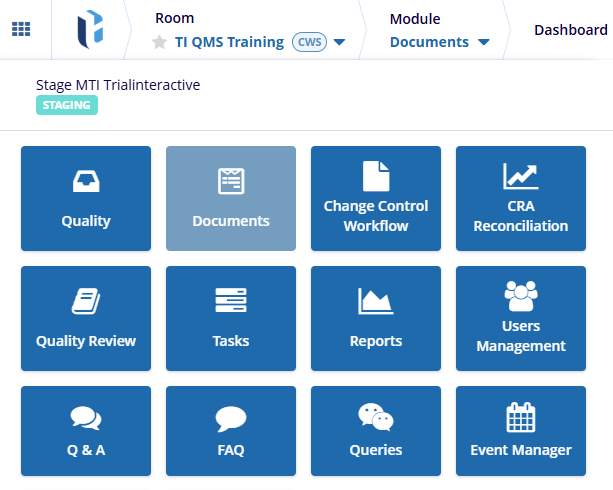 Room
TI QMS Training CWS
Module
Documents
Dashboard
Stage MTI Trialinteractive
STAGING
Quality
Documents
Change Control
Workflow
CRA
Reconciliation
Quality Review
Tasks
Reports
Users
Management
Q & A
FAQ
Queries
Event Manager